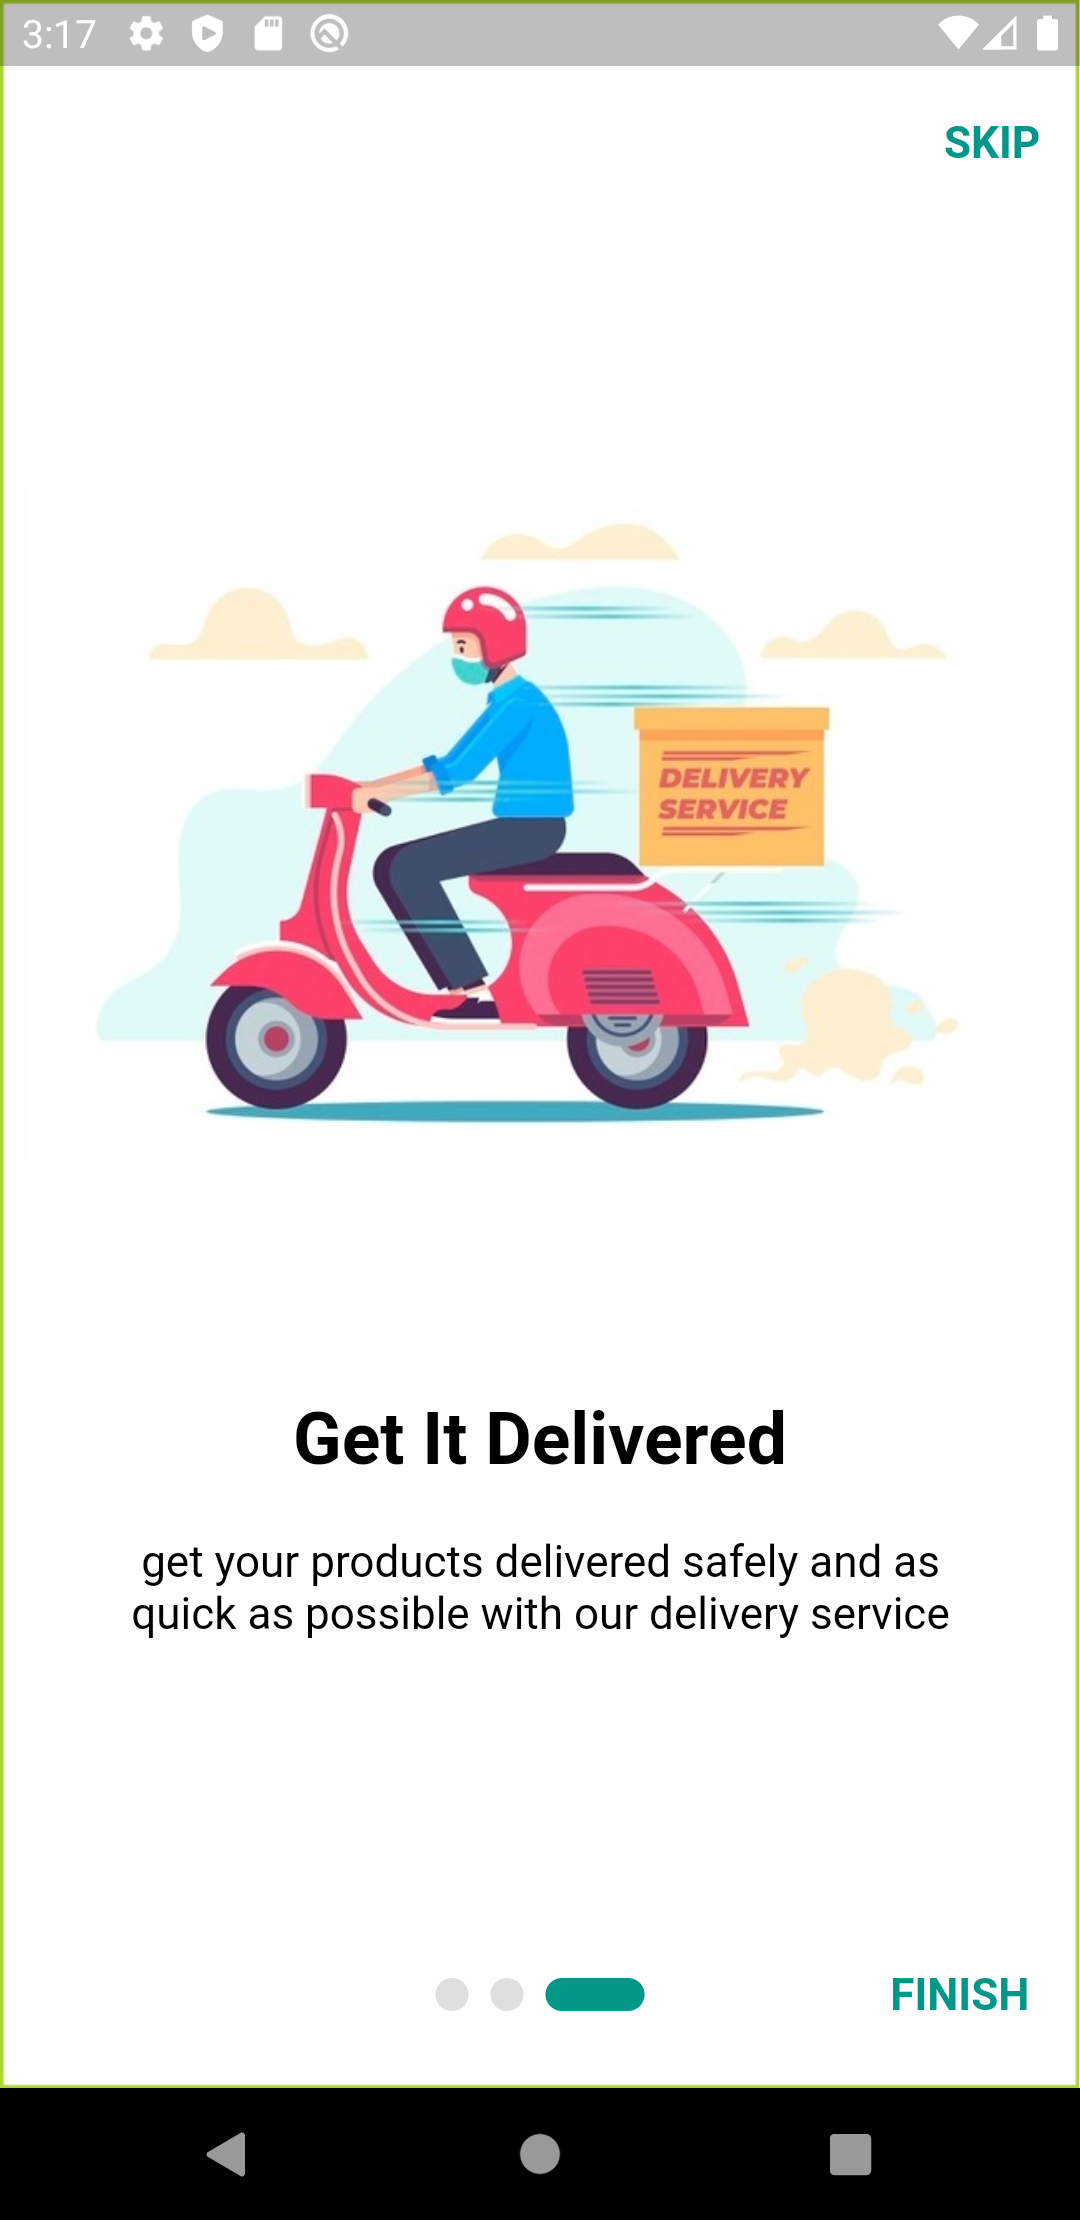 3:17
SKIP
DELIVERY
SERVICE
Get It Delivered
get your products delivered safely and as
quick as possible with our delivery service
FINISH